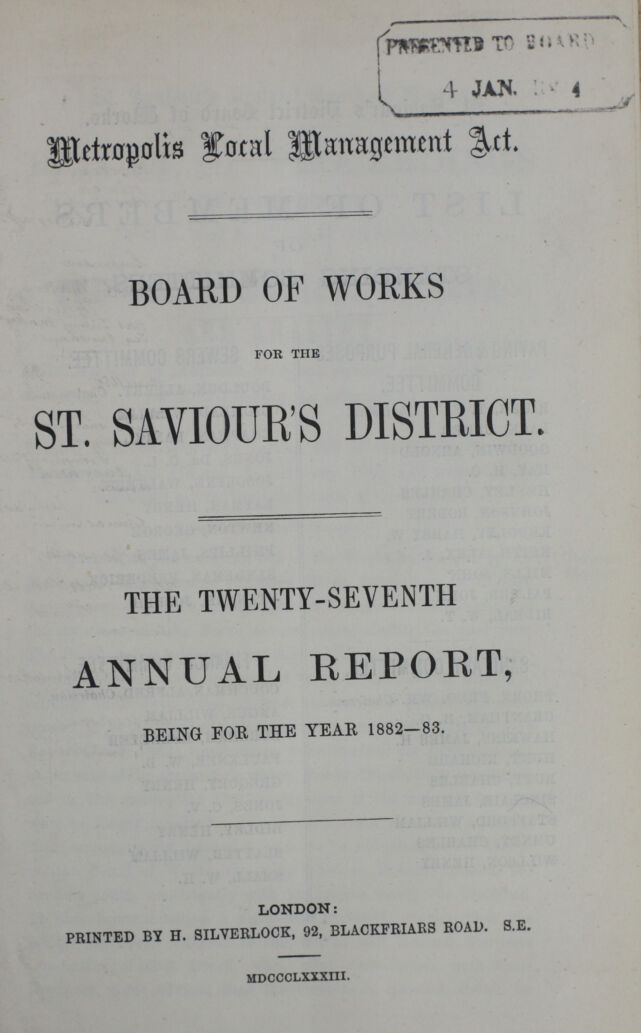 PRESENTED TO BOARD
4 JAN. 4
Metropolis Local Management Act.
BOARD OF WORKS
FOR THE
ST. SAVIOUR'S DISTRICT.
THE TWENTY-SEVENTH
ANNUAL REPORT,
BEING FOR THE YEAR 1882—83.
LONDON:
PRINTED BY H. SILVERLOCK, 92, BLACKFRIARS ROAD. S.E.
MDCCCLXXXIII.